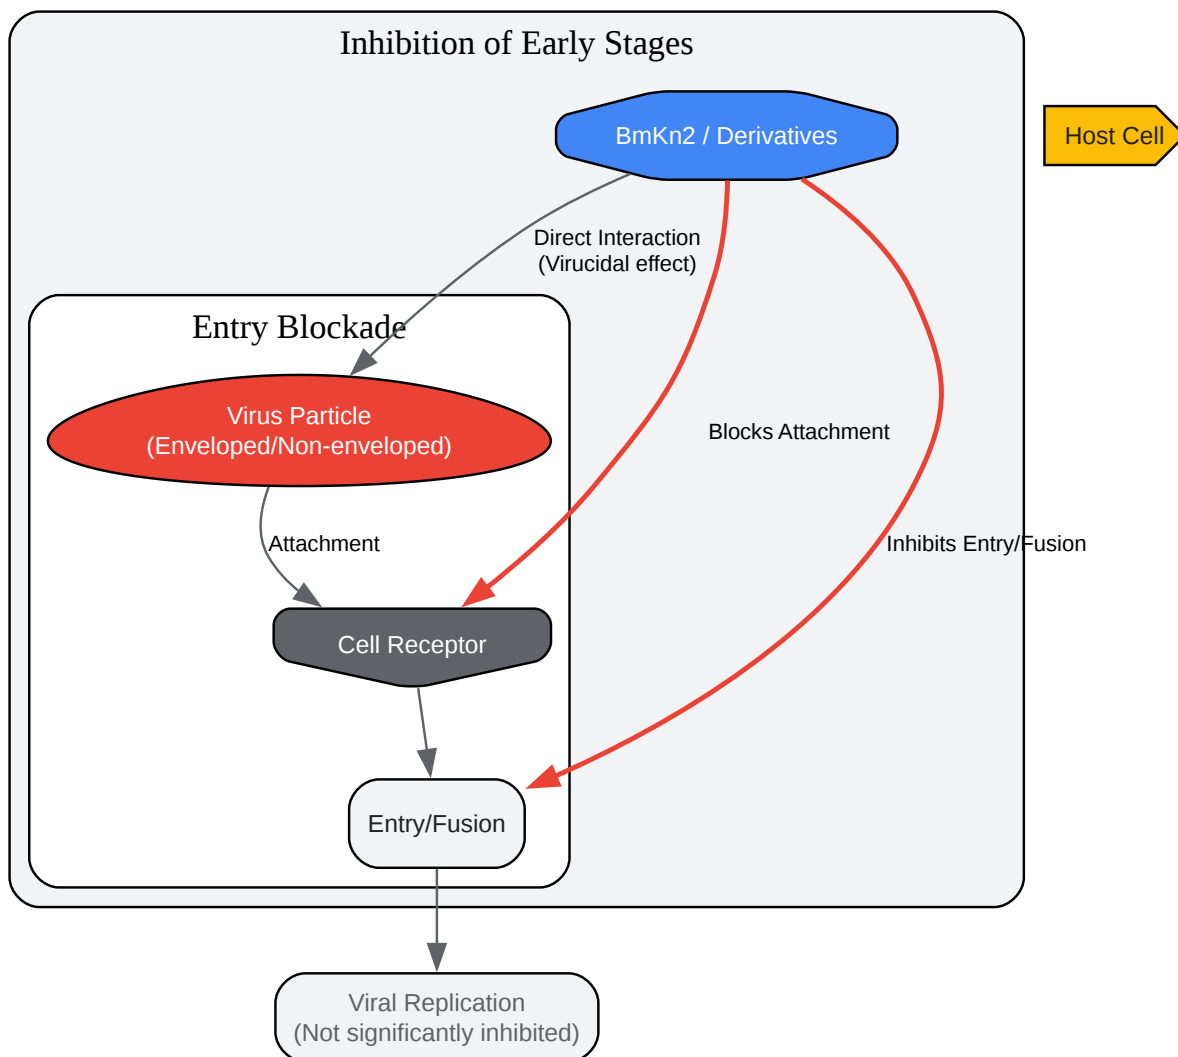 Inhibition of Early Stages
BmKn2 / Derivatives
Host Cell
Direct Interaction
(Virucidal effect)
Entry Blockade
Virus Particle
(Enveloped/Non-enveloped)
Blocks Attachment
Attachment
Inhibits Entry/Fusion
Cell Receptor
Entry/Fusion
Viral Replication
(Not significantly inhibited)